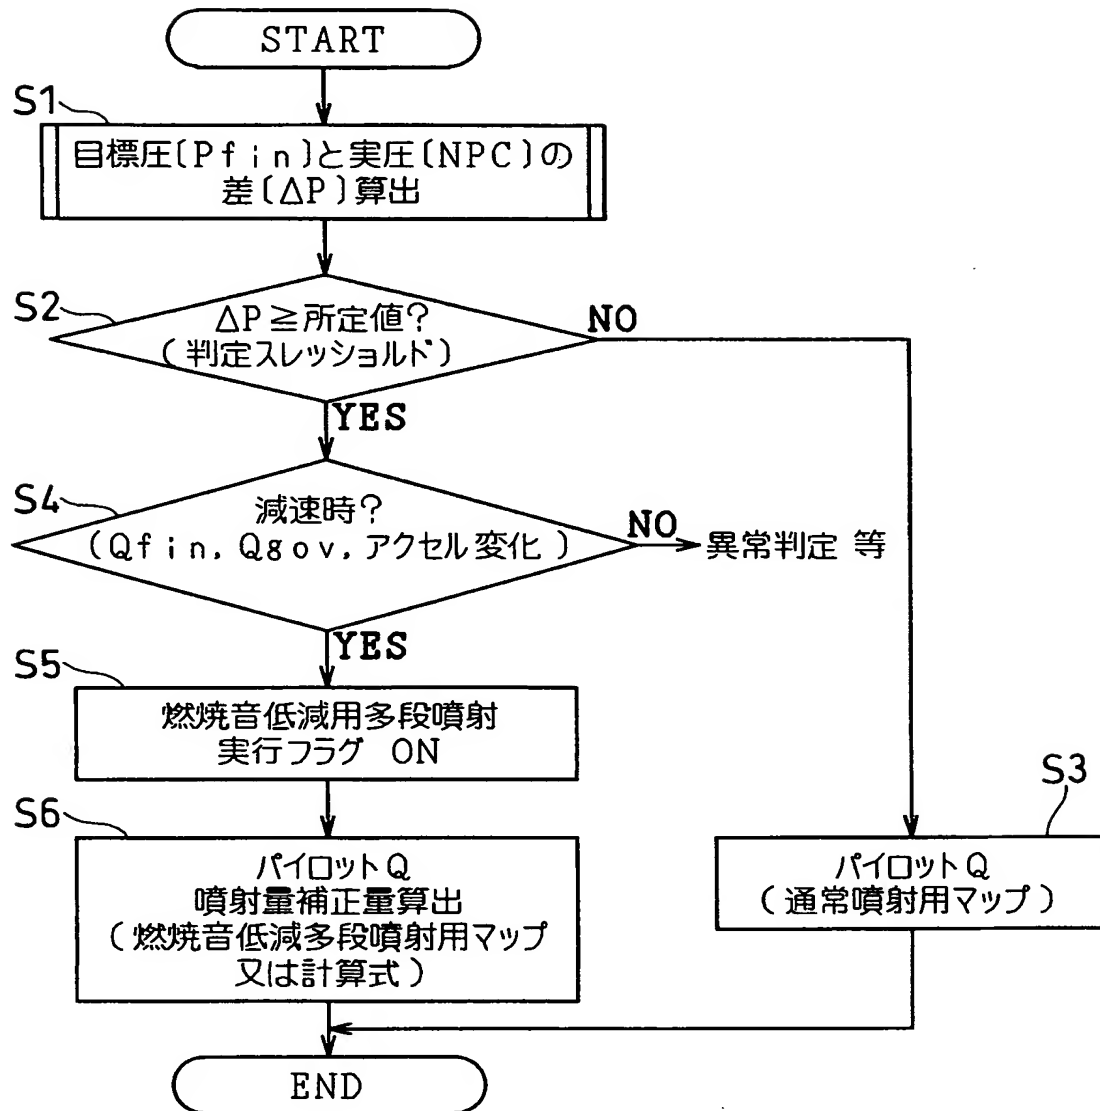 START
S1
目標圧〔Pfin〕と実圧〔NPC〕の
差〔ΔP〕算出
S2
ΔP≧所定値?
(判定スレッショルド)
NO
YES
S4
減速時?
(Qfin, Qgov, アクセル変化)
NO
異常判定 等
YES
S5
燃焼音低減用多段噴射
実行フラグ ON
S6
パイロットQ
噴射量補正量算出
(燃焼音低減多段噴射用マップ
又は計算式)
S3
パイロットQ
(通常噴射用マップ)
END